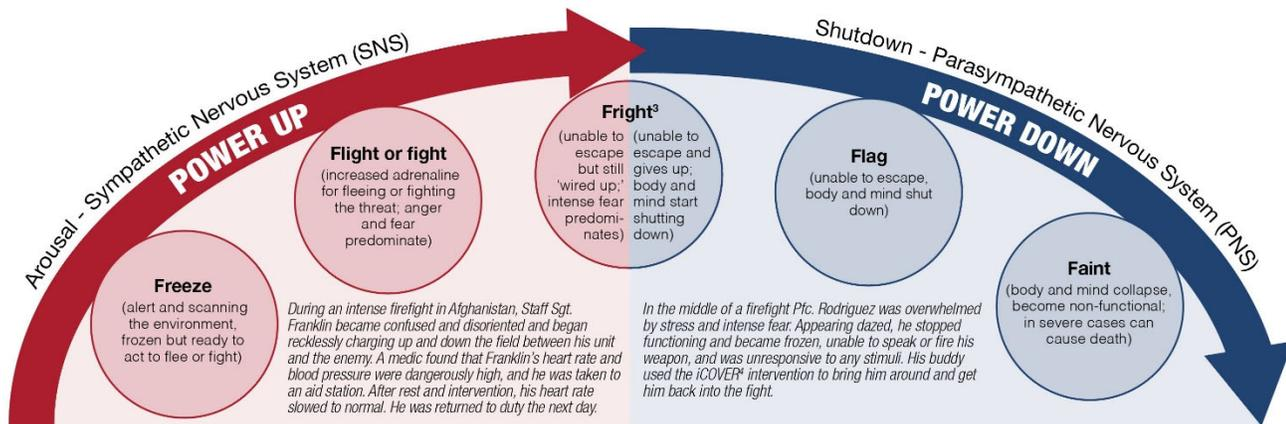 Arousal - Sympathetic Nervous System (SNS)
POWER UP
Shutdown - Parasympathetic Nervous System (PNS)
POWER DOWN
Freeze
(alert and scanning
the environment,
frozen but ready to
act to flee or fight)
Flight or fight
(increased adrenaline
for fleeing or fighting
the threat; anger
and fear
predominate)
Fright³
(unable to
escape
but still
'wired up;'
intense fear
predomi-
nates)
(unable to
escape and
gives up;
body and
mind start
shutting
down)
Flag
(unable to escape,
body and mind shut
down)
Faint
(body and mind collapse,
become non-functional;
in severe cases can
cause death)
During an intense firefight in Afghanistan, Staff Sgt.
Franklin became confused and disoriented and began
recklessly charging up and down the field between his unit
and the enemy. A medic found that Franklin's heart rate and
blood pressure were dangerously high, and he was taken to
an aid station. After rest and intervention, his heart rate
slowed to normal. He was returned to duty the next day.
In the middle of a firefight Pfc. Rodriguez was overwhelmed
by stress and intense fear. Appearing dazed, he stopped
functioning and became frozen, unable to speak or fire his
weapon, and was unresponsive to any stimuli. His buddy
used the iCOVER⁴ intervention to bring him around and get
him back into the fight.